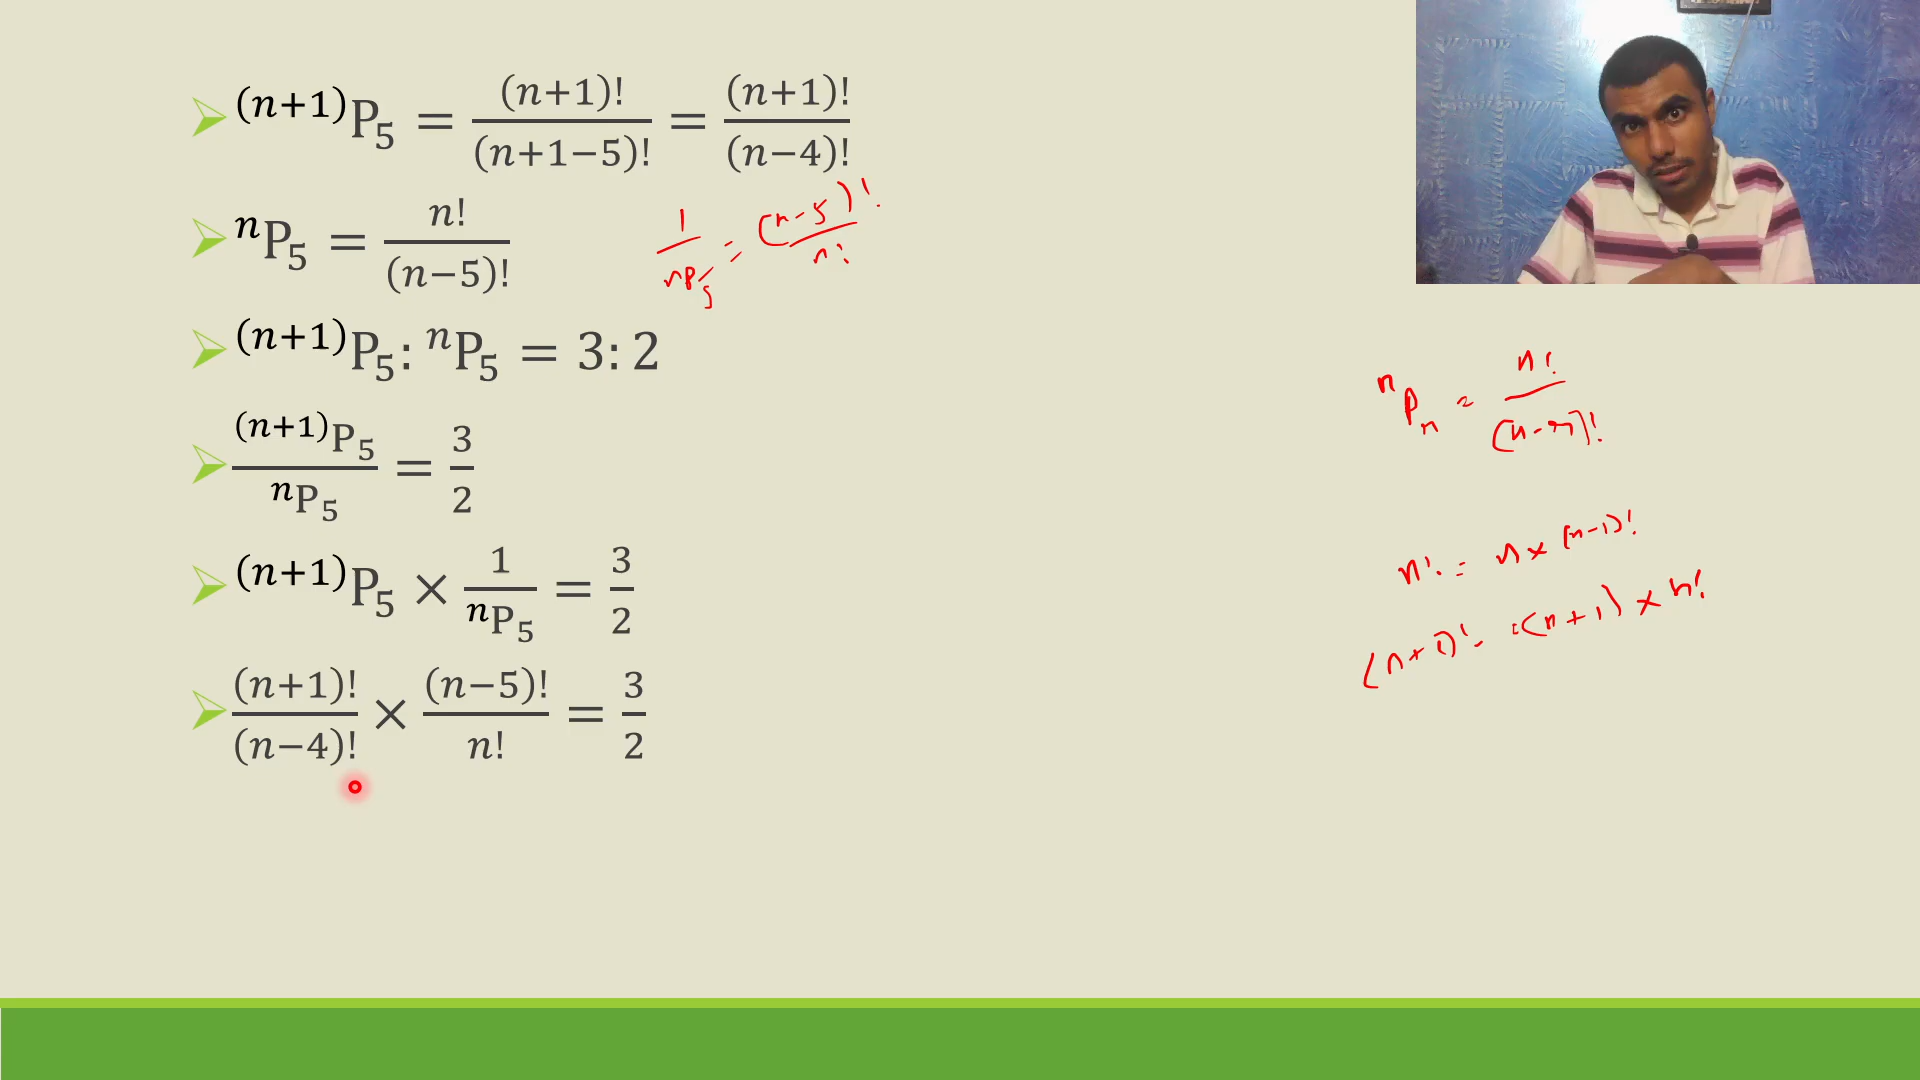 ⁽ⁿ⁺¹⁾P₅ = (n+1)!/(n+1−5)! = (n+1)!/(n−4)!
ⁿP₅ = n!/(n−5)!
1/nP₅ = (n-5)!/n!
⁽ⁿ⁺¹⁾P₅: ⁿP₅ = 3: 2
⁽ⁿ⁺¹⁾P₅/ⁿP₅ = 3/2
⁽ⁿ⁺¹⁾P₅ × 1/ⁿP₅ = 3/2
(n+1)!/(n−4)! × (n−5)!/n! = 3/2
ⁿPr = n!/(n-r)!
n! = n × (n-1)!
(n+1)! = (n+1) × n!